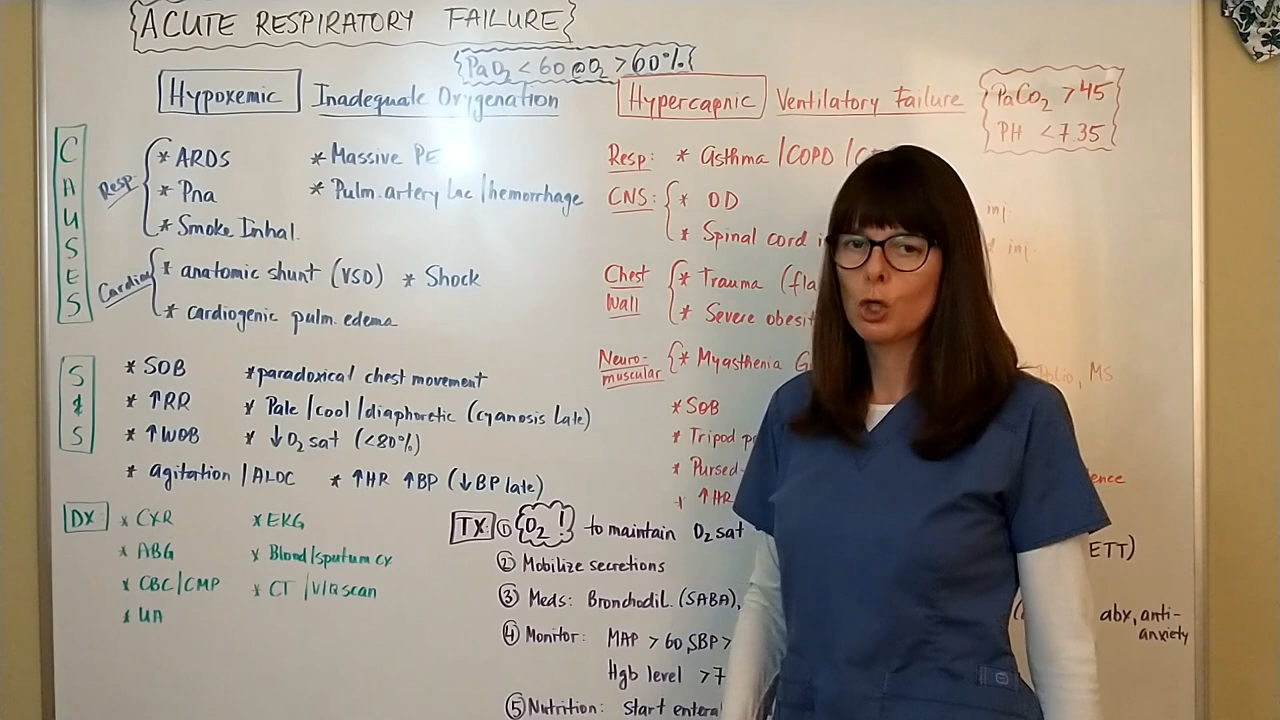 ACUTE RESPIRATORY FAILURE
PaO₂ < 60 @ O₂ > 60%
Hypoxemic Inadequate Oxygenation
CAUSES
Resp:
* ARDS * Massive PE
* Pna * Pulm. artery lac/hemorrhage
* Smoke Inhal.
Cardiac
* anatomic shunt (VSD) * Shock
* cardiogenic pulm. edema
S&S
* SOB * paradoxical chest movement
* ↑RR * Pale/cool/diaphoretic (cyanosis late)
* ↑WOB * ↓O₂ sat (<80%)
* agitation/ALOC * ↑HR ↑BP (↓BP late)
DX
* CXR * EKG
* ABG * Blood/sputum cx
* CBC/CMP * CT/V/Q scan
* UA
Hypercapnic Ventilatory Failure
PaCO₂ > 45
PH < 7.35
Resp: * Asthma/COPD/
CNS: * OD
inj.
* Spinal cord
inj.
Chest Wall
* Trauma (fla
* Severe obesit
Neuro-
muscular
* Myasthenia G
Polio, MS
* SOB
* Tripod p
* Pursed-
* ↑HR
TX: ① O₂! to maintain O₂ sat
ETT)
② Mobilize secretions
③ Meds: Bronchodil. (SABA),
abx, anti-
anxiety
④ Monitor: MAP > 60, SBP >
Hgb level > 7
⑤ Nutrition: Start entera